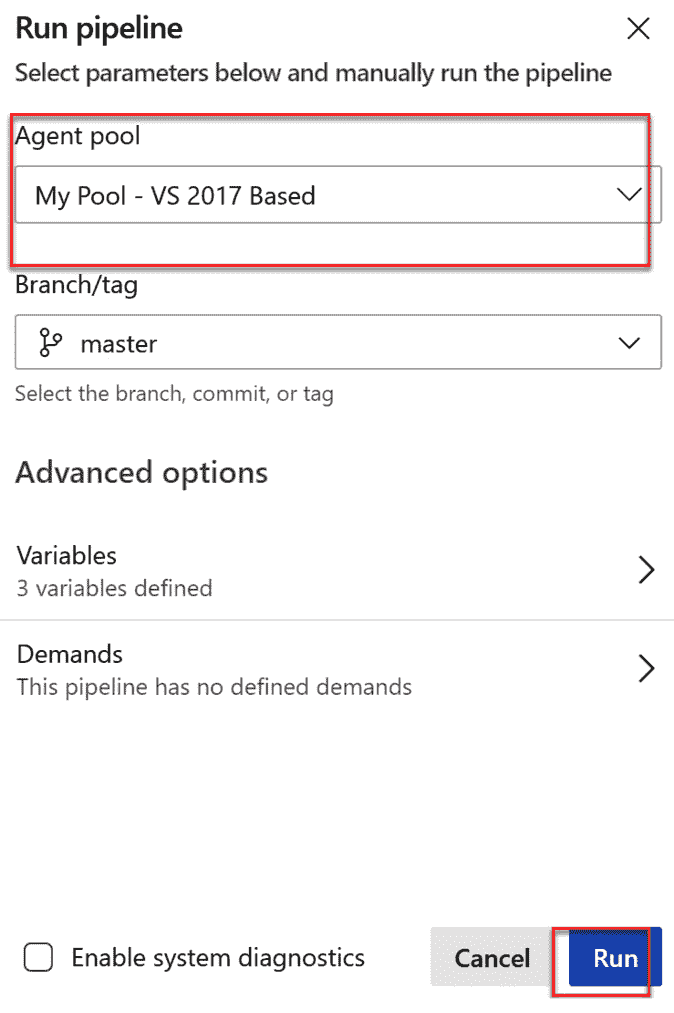 Run pipeline
Select parameters below and manually run the pipeline
Agent pool
My Pool - VS 2017 Based
Branch/tag
master
Select the branch, commit, or tag
Advanced options
Variables
3 variables defined
Demands
This pipeline has no defined demands
Enable system diagnostics
Cancel
Run